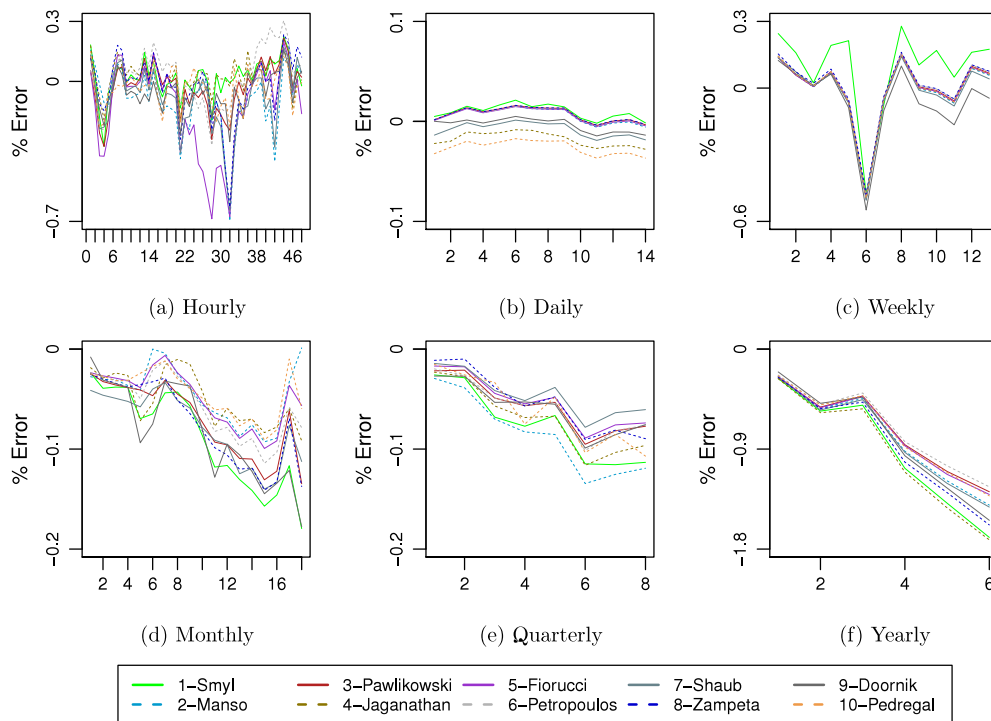 % Error
0.3
0
−0.7
0 6 14 22 30 38 46
(a) Hourly
% Error
0.1
0
−0.1
2 4 6 8 10 14
(b) Daily
% Error
0.3
0
−0.6
2 4 6 8 10 12
(c) Weekly
% Error
0
−0.1
−0.2
2 4 6 8 12 16
(d) Monthly
% Error
0
−0.1
−0.2
2 4 6 8
(e) Quarterly
% Error
0
−0.9
−1.8
2 4 6
(f) Yearly
1−Smyl 3−Pawlikowski 5−Fiorucci 7−Shaub 9−Doornik
2−Manso 4−Jaganathan 6−Petropoulos 8−Zampeta 10−Pedregal